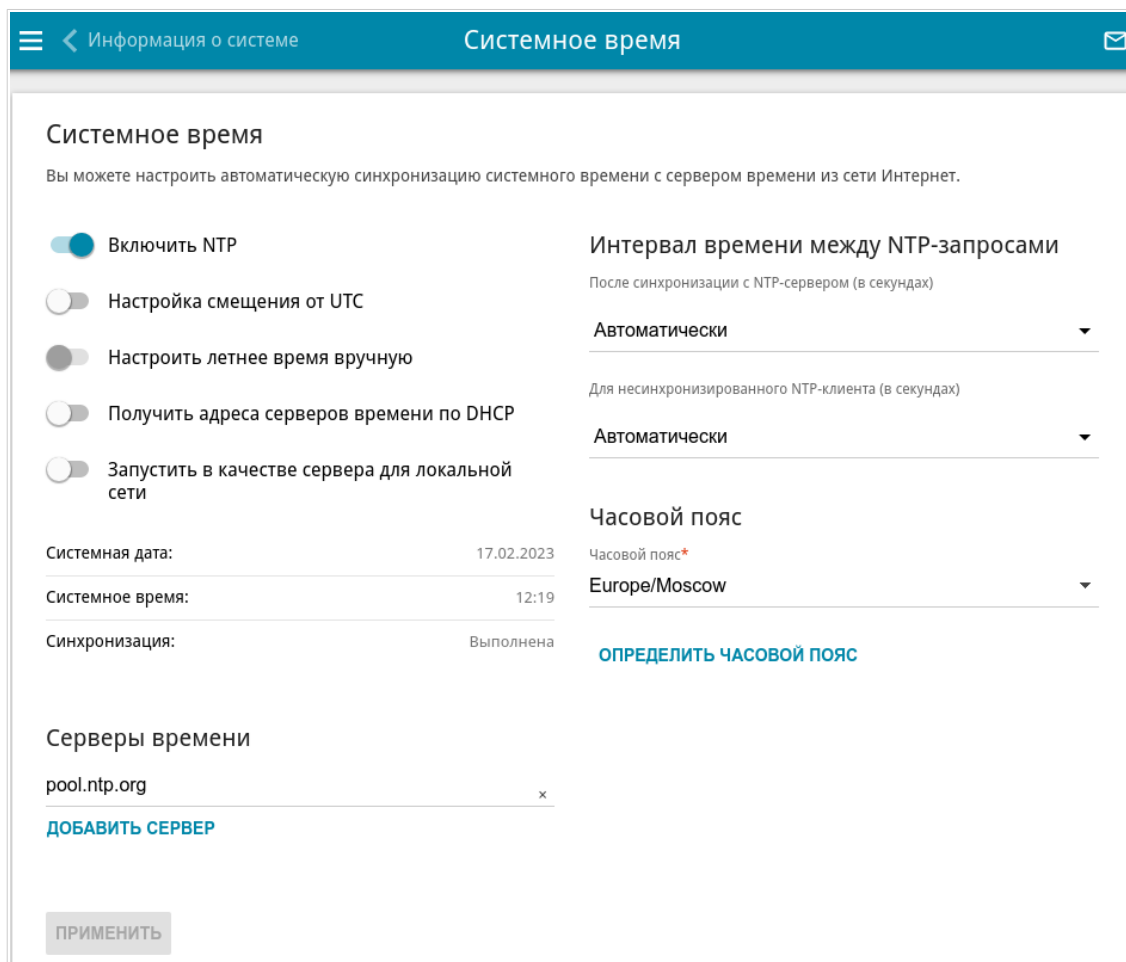 Информация о системе
Системное время
Системное время
Вы можете настроить автоматическую синхронизацию системного времени с сервером времени из сети Интернет.
Включить NTP
Настройка смещения от UTC
Настроить летнее время вручную
Получить адреса серверов времени по DHCP
Запустить в качестве сервера для локальной
сети
Системная дата: 17.02.2023
Системное время: 12:19
Синхронизация: Выполнена
Серверы времени
pool.ntp.org ×
ДОБАВИТЬ СЕРВЕР
Интервал времени между NTP-запросами
После синхронизации с NTP-сервером (в секундах)
Автоматически
Для несинхронизированного NTP-клиента (в секундах)
Автоматически
Часовой пояс
Часовой пояс*
Europe/Moscow
ОПРЕДЕЛИТЬ ЧАСОВОЙ ПОЯС
ПРИМЕНИТЬ